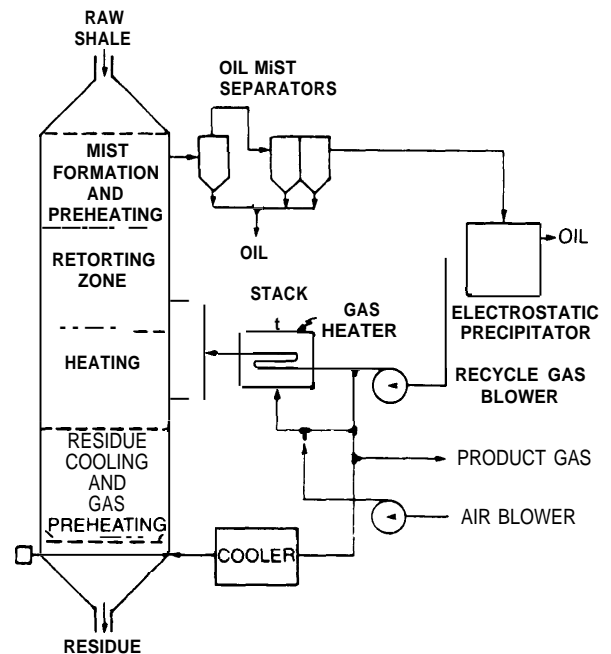 RAW
SHALE
OIL MiST
SEPARATORS
MIST
FORMATION
AND
PREHEATING
OIL
OIL
RETORTING
ZONE
STACK
t
GAS
HEATER
ELECTROSTATIC
PRECIPITATOR
HEATING
RECYCLE GAS
BLOWER
RESIDUE
COOLING
AND
GAS
PREHEATING
PRODUCT GAS
AIR BLOWER
COOLER
RESIDUE